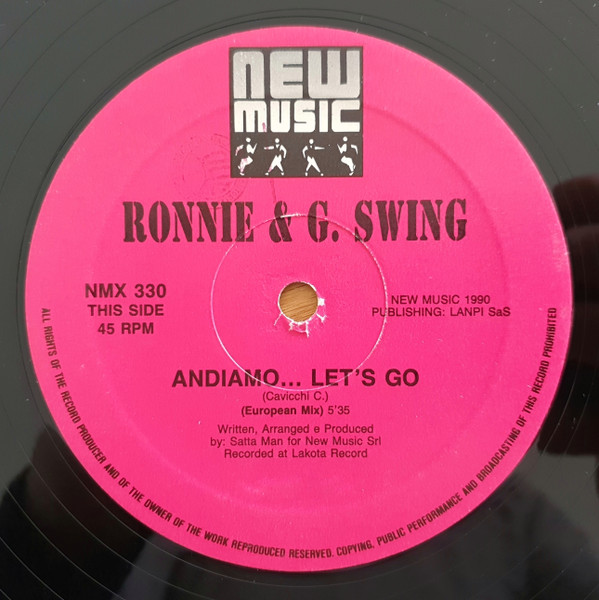 NEW
MUSIC
RONNIE & G. SWING
NMX 330
THIS SIDE
45 RPM
NEW MUSIC 1990
PUBLISHING: LANPI SaS
ANDIAMO... LET'S GO
(Cavicchi C.)
(European Mix) 5'35
Written, Arranged e Produced
by: Satta Man for New Music Srl
Recorded at Lakota Record
ALL RIGHTS OF THE RECORD PRODUCER AND OF THE OWNER OF THE WORK REPRODUCED RESERVED. COPYING, PUBLIC PERFORMANCE AND BROADCASTING OF THIS RECORD PROHIBITED